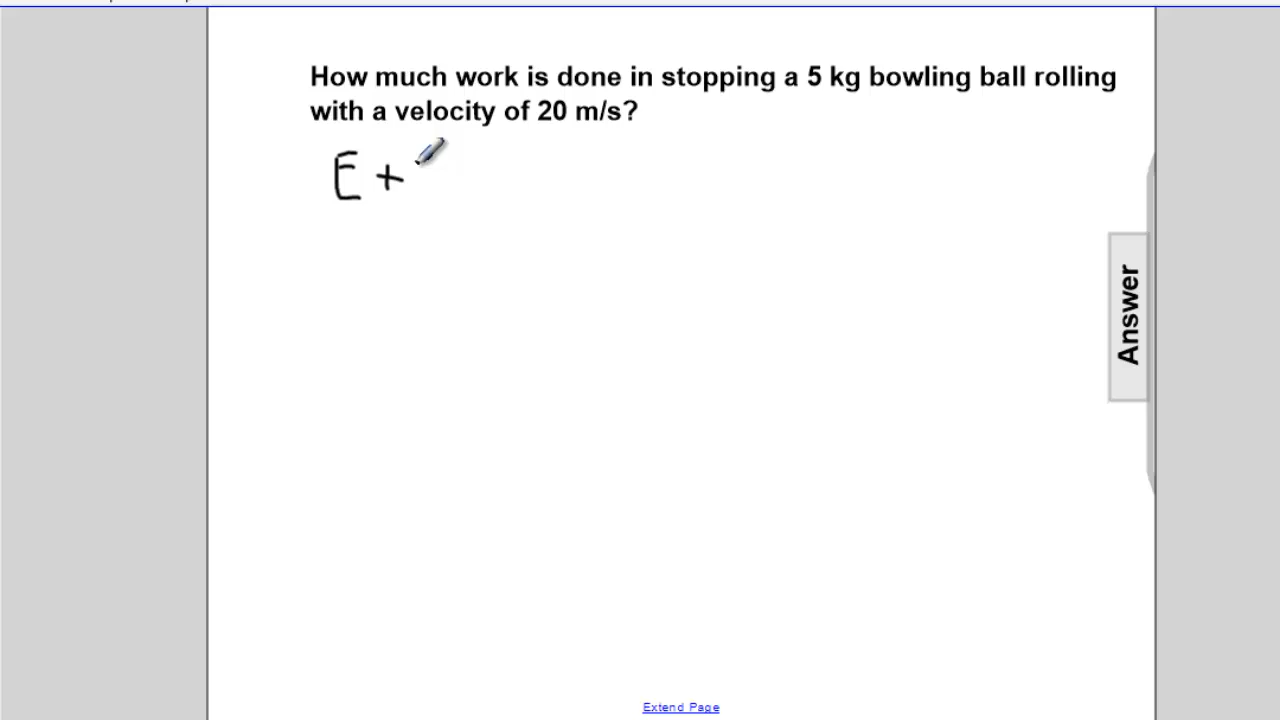 How much work is done in stopping a 5 kg bowling ball rolling
with a velocity of 20 m/s?
E +
Answer
Extend Page